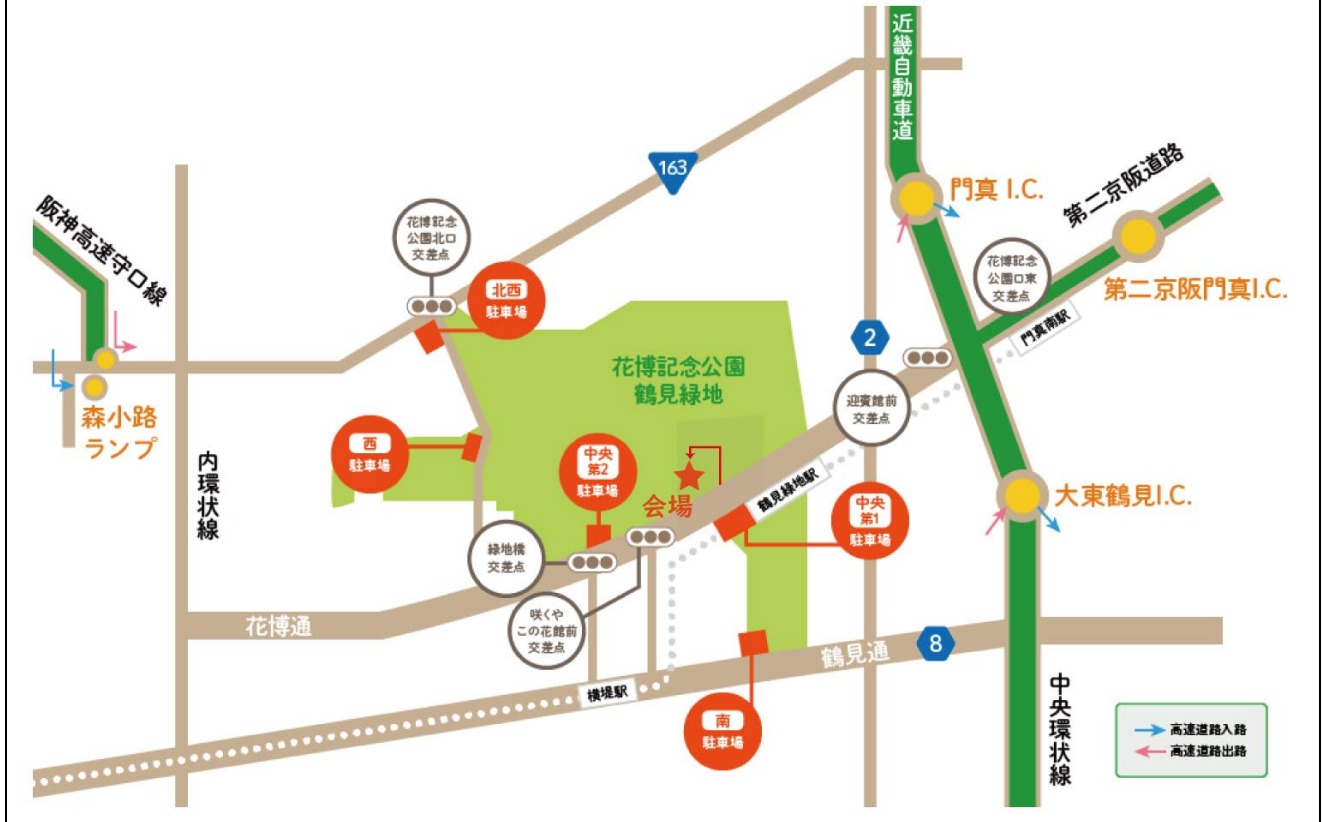 近畿自動車道
163
門真 I.C.
第二京阪道路
阪神高速守口線
花博記念
公園北口
交差点
花博記念
公園口東
交差点
第二京阪門真I.C.
北西
駐車場
2
門真南駅
花博記念公園
鶴見緑地
迎賓館前
交差点
森小路
ランプ
西
駐車場
内環状線
中央
第2
駐車場
会場
鶴見緑地駅
中央
第1
駐車場
大東鶴見I.C.
緑地橋
交差点
咲くや
この花館前
交差点
花博通
鶴見通
8
横堤駅
南
駐車場
中央環状線
高速道路入路
高速道路出路